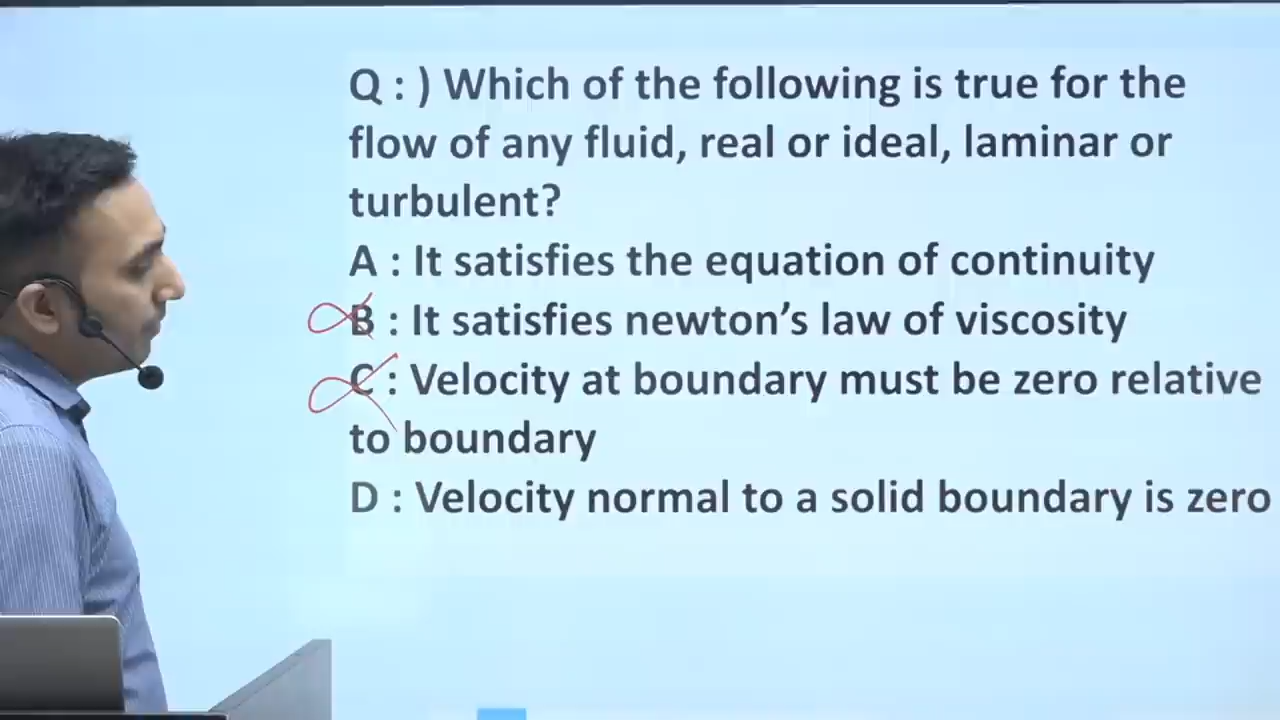 Q : ) Which of the following is true for the
flow of any fluid, real or ideal, laminar or
turbulent?
A : It satisfies the equation of continuity
B : It satisfies newton’s law of viscosity
C : Velocity at boundary must be zero relative
to boundary
D : Velocity normal to a solid boundary is zero